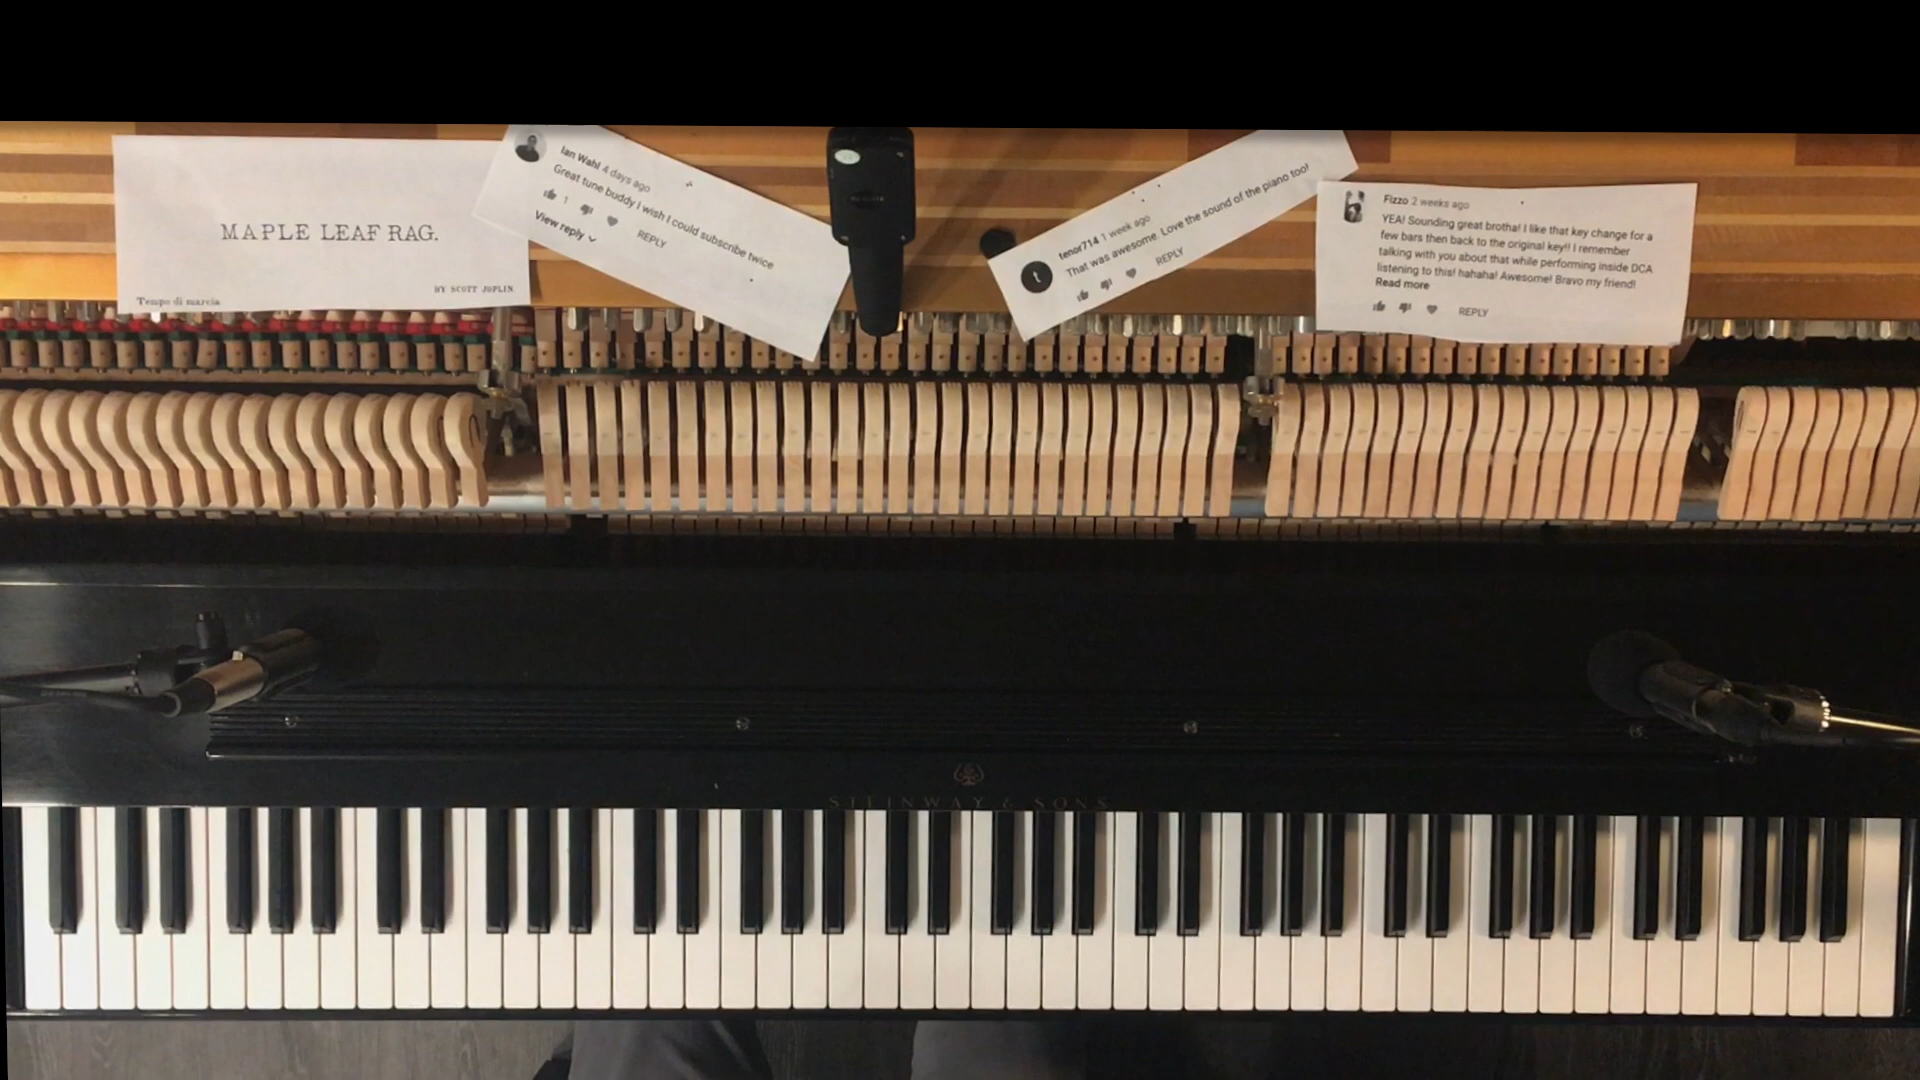 MAPLE LEAF RAG.
BY SCOTT JOPLIN.
Tempo di marcia
Ian Wahl 4 days ago
Great tune buddy I wish I could subscribe twice
1
REPLY
View reply
tenor714 1 week ago
t
That was awesome. Love the sound of the piano too!
REPLY
Fizzo 2 weeks ago
YEA! Sounding great brotha! I like that key change for a
few bars then back to the original key!! I remember
talking with you about that while performing inside DCA
listening to this! hahaha! Awesome! Bravo my friend!
Read more
REPLY
STEINWAY & SONS